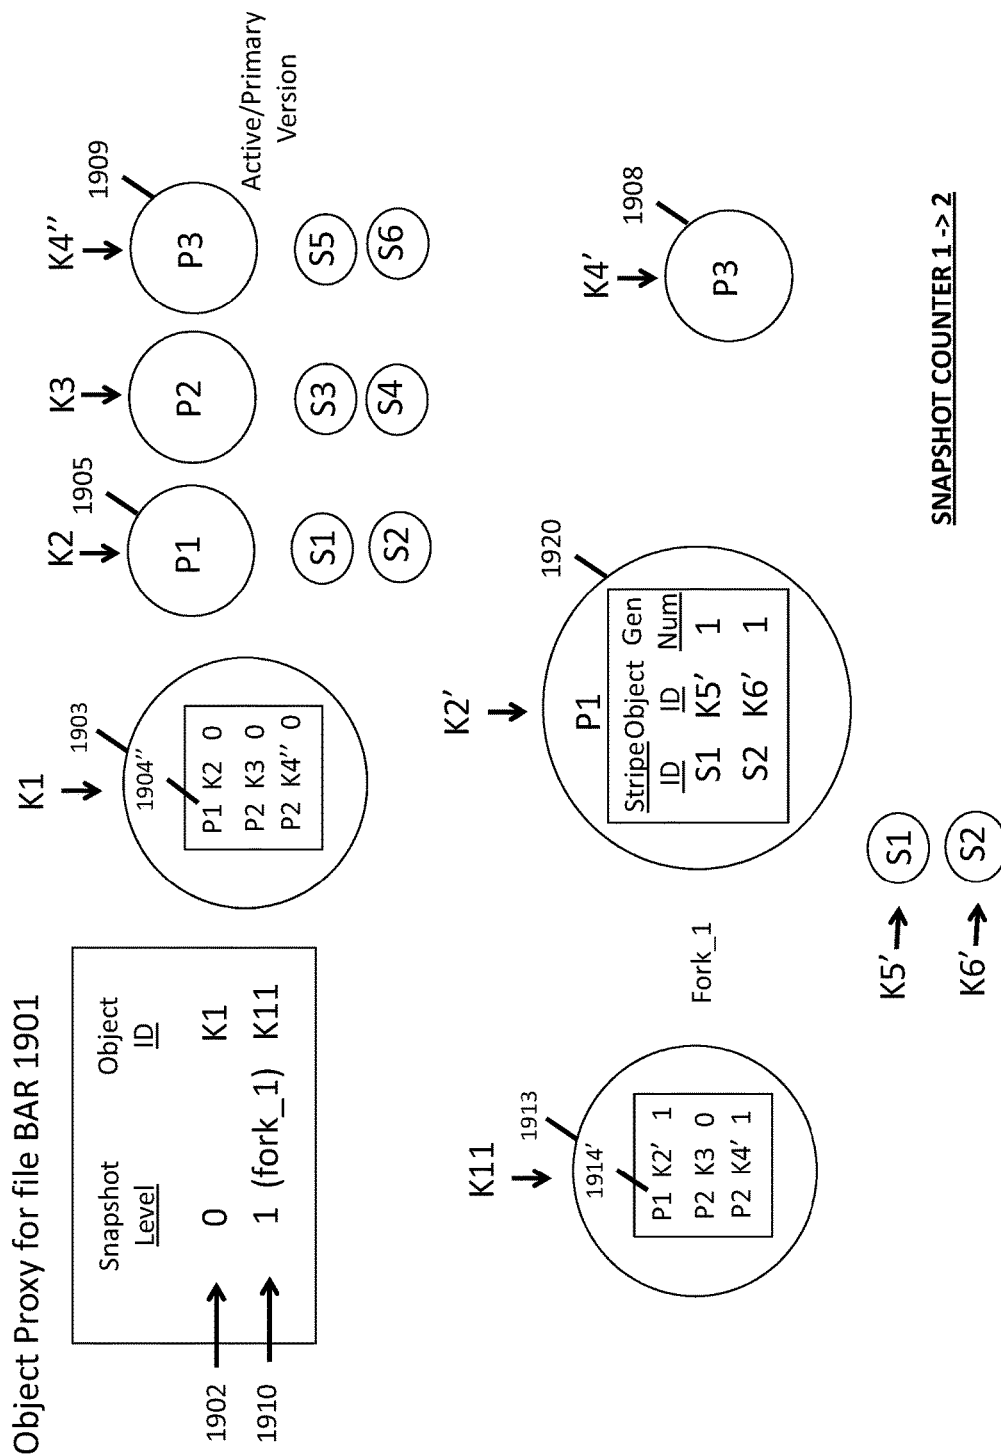 Object Proxy for file BAR 1901
Snapshot
Level
Object
ID
1902
0
K1
1910
1 (fork_1)
K11
K1
1903
1904''
P1 K2 0
P2 K3 0
P2 K4'' 0
K2
1905
P1
S1
S2
K3
P2
S3
S4
K4''
1909
P3
S5
S6
Active/Primary
Version
K11
1913
1914'
P1 K2' 1
P2 K3 0
P2 K4' 1
Fork_1
K2'
1920
P1
Stripe Object Gen
ID ID Num
S1 K5' 1
S2 K6' 1
K5'
S1
K6'
S2
K4'
1908
P3
SNAPSHOT COUNTER 1 -> 2